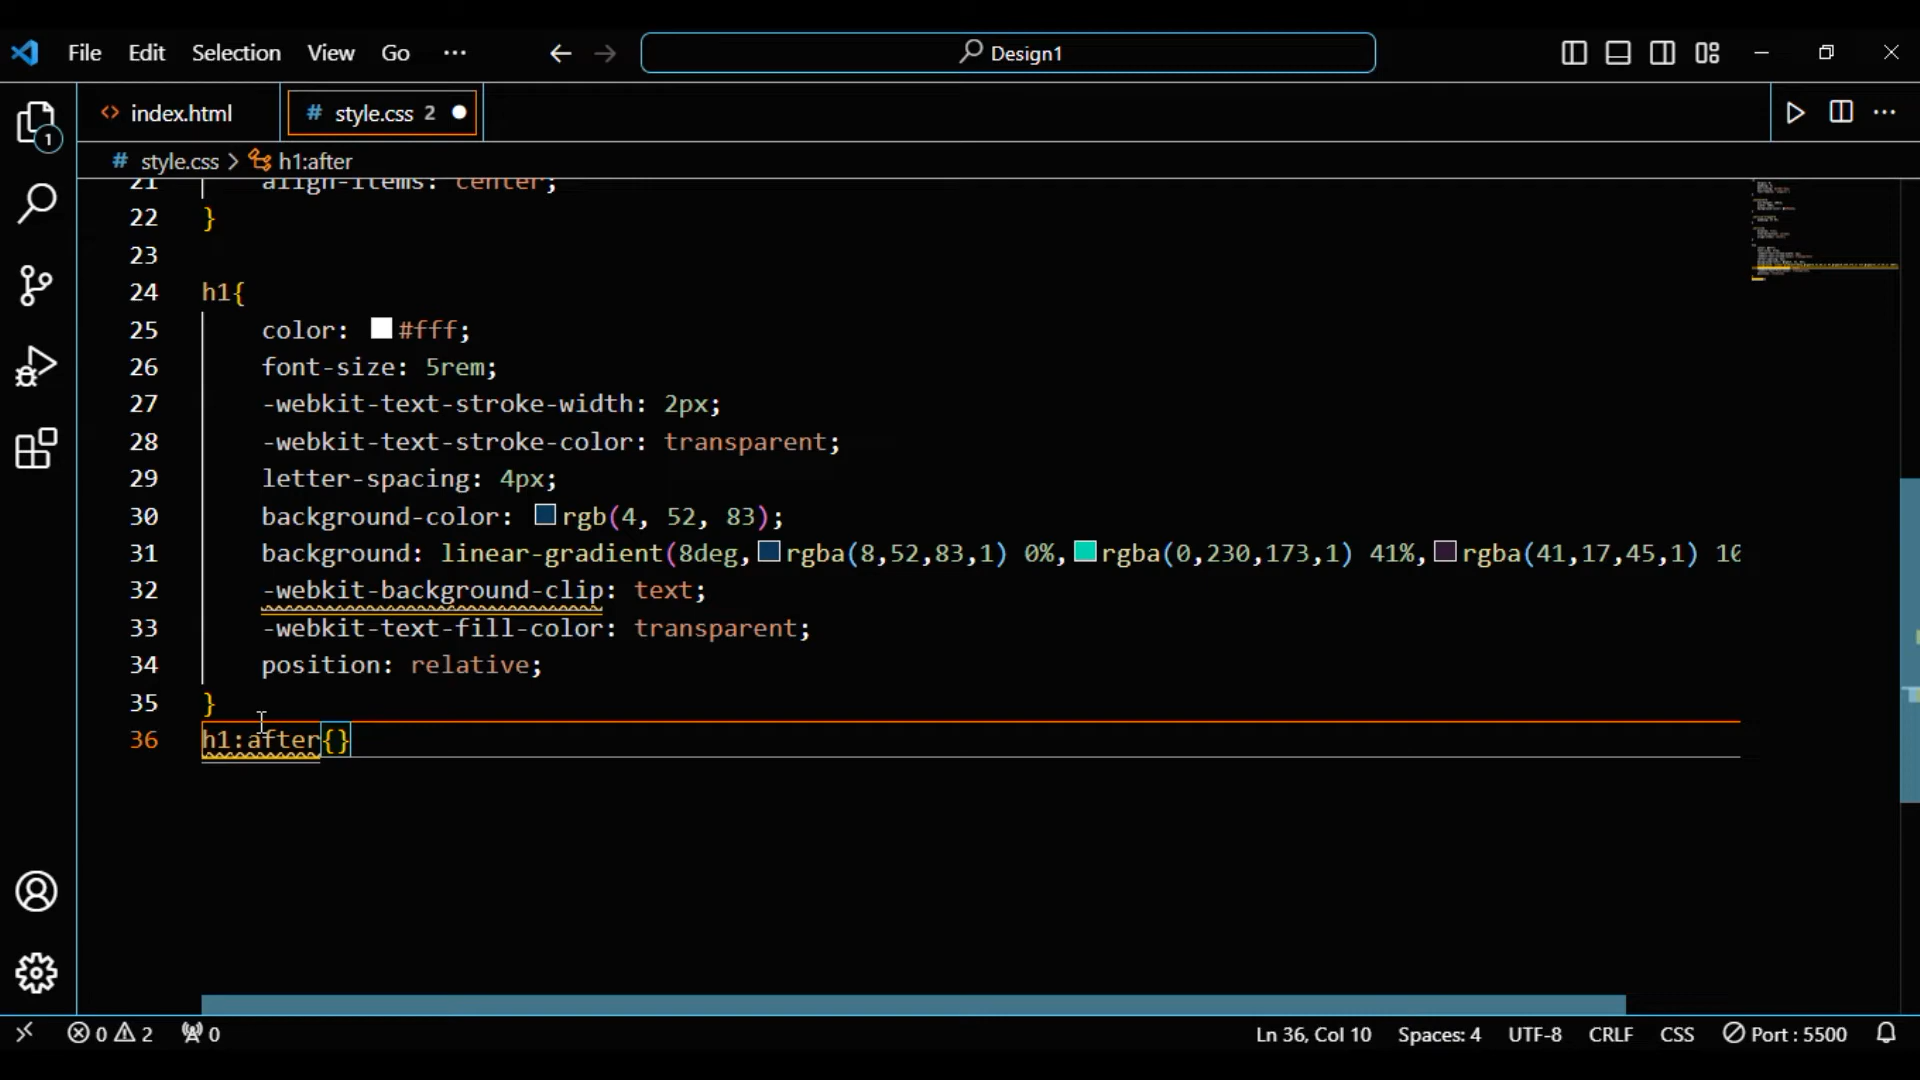 File Edit Selection View Go ...
Design1
index.html
# style.css 2
# style.css > h1:after
21 align-items: center;
22 }
23
24 h1{
25 color: #fff;
26 font-size: 5rem;
27 -webkit-text-stroke-width: 2px;
28 -webkit-text-stroke-color: transparent;
29 letter-spacing: 4px;
30 background-color: rgb(4, 52, 83);
31 background: linear-gradient(8deg,rgba(8,52,83,1) 0%,rgba(0,230,173,1) 41%,rgba(41,17,45,1) 10
32 -webkit-background-clip: text;
33 -webkit-text-fill-color: transparent;
34 position: relative;
35 }
36 h1:after{}
1
0 2 0
Ln 36, Col 10 Spaces: 4 UTF-8 CRLF CSS Port : 5500